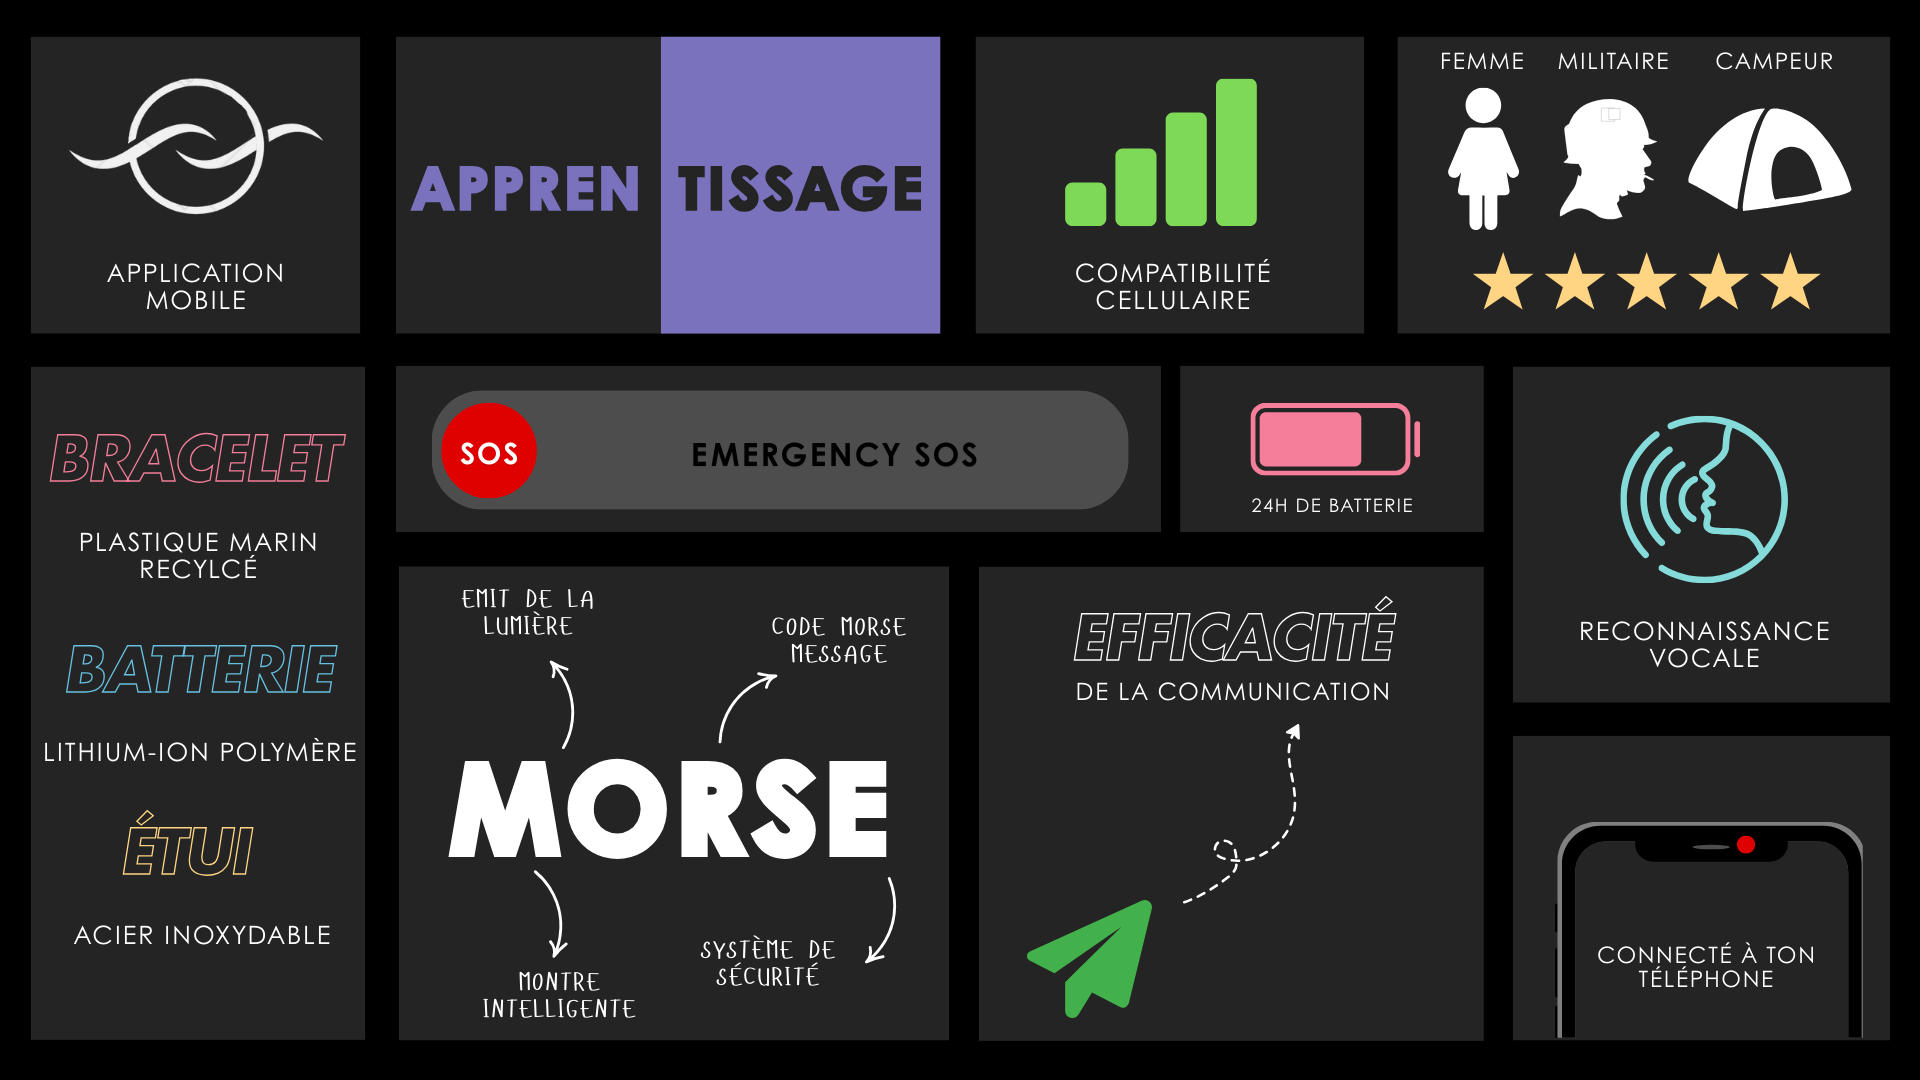 APPLICATION
MOBILE
APPRENTISSAGE
COMPATIBILITÉ
CELLULAIRE
FEMME MILITAIRE CAMPEUR
BRACELET
PLASTIQUE MARIN
RECYLCÉ
BATTERIE
LITHIUM-ION POLYMÈRE
ÉTUI
ACIER INOXYDABLE
SOS EMERGENCY SOS
24H DE BATTERIE
RECONNAISSANCE
VOCALE
EMIT DE LA
LUMIÈRE
CODE MORSE
MESSAGE
MORSE
MONTRE
INTELLIGENTE
SYSTÈME DE
SÉCURITÉ
EFFICACITÉ
DE LA COMMUNICATION
CONNECTÉ À TON
TÉLÉPHONE